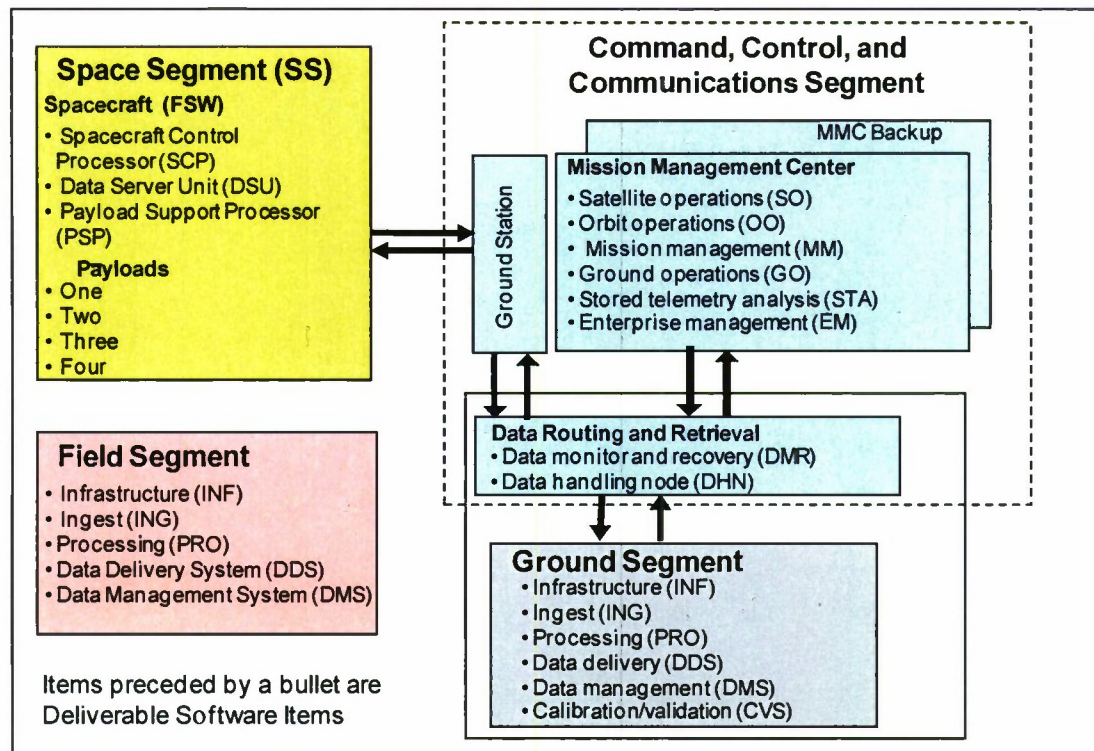 Space Segment (SS)
Spacecraft (FSW)
• Spacecraft Control
Processor (SCP)
• Data Server Unit (DSU)
• Payload Support Processor
(PSP)
Payloads
• One
• Two
• Three
• Four
Field Segment
• Infrastructure (INF)
• Ingest (ING)
• Processing (PRO)
• Data Delivery System (DDS)
• Data Management System (DMS)
Items preceded by a bullet are
Deliverable Software Items
Command, Control, and
Communications Segment
Ground Station
MMC Backup
Mission Management Center
• Satellite operations (SO)
• Orbit operations (OO)
• Mission management (MM)
• Ground operations (GO)
• Stored telemetry analysis (STA)
• Enterprise management (EM)
Data Routing and Retrieval
• Data monitor and recovery (DMR)
• Data handling node (DHN)
Ground Segment
• Infrastructure (INF)
• Ingest (ING)
• Processing (PRO)
• Data delivery (DDS)
• Data management (DMS)
• Calibration/validation (CVS)